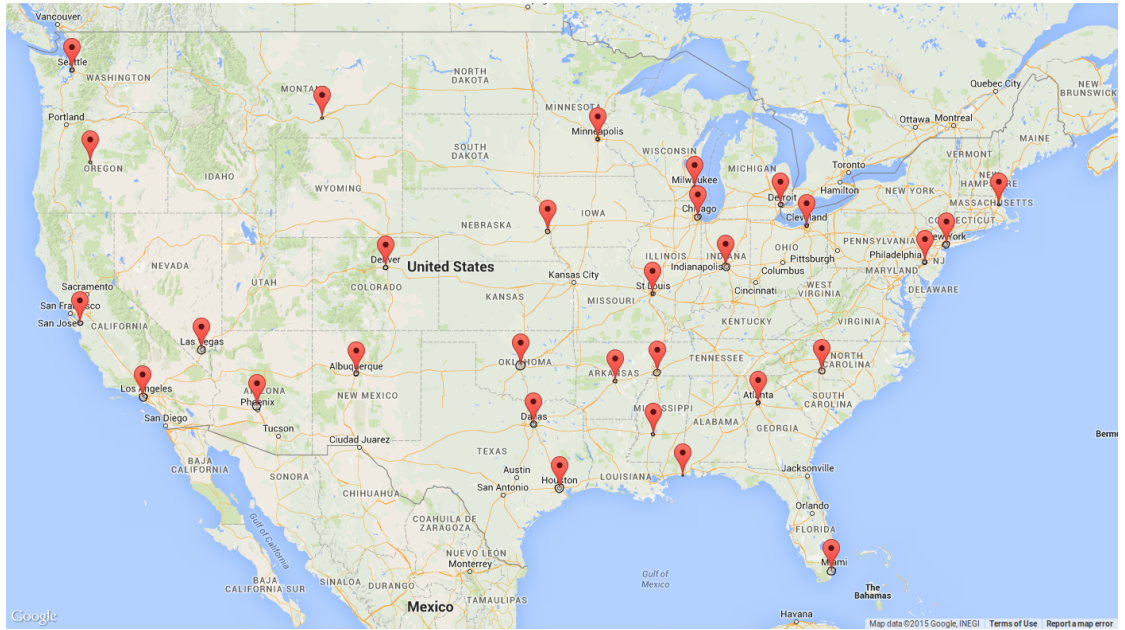 Vancouver
Seattle
WASHINGTON
NORTH
DAKOTA
MONTANA
MINNESOTA
Quebec City
NEW
BRUNSWICK
Portland
Minneapolis
Ottawa
Montreal
MAINE
OREGON
IDAHO
SOUTH
DAKOTA
WISCONSIN
MICHIGAN
Toronto
VERMONT
Milwaukee
Hamilton
NEW
HAMPSHIRE
WYOMING
Detroit
NEW YORK
MASSACHUSETTS
Chicago
IOWA
Cleveland
CONNECTICUT
NEBRASKA
New York
PENNSYLVANIA
OHIO
ILLINOIS
INDIANA
Philadelphia
NJ
Pittsburgh
Denver
United States
Indianapolis
Columbus
MARYLAND
NEVADA
UTAH
Kansas City
St Louis
Cincinnati
WEST
VIRGINIA
DELAWARE
Sacramento
COLORADO
KANSAS
MISSOURI
San Francisco
San Jose
CALIFORNIA
KENTUCKY
VIRGINIA
Las Vegas
Albuquerque
OKLAHOMA
TENNESSEE
NORTH
CAROLINA
ARKANSAS
Los Angeles
ARIZONA
Phoenix
NEW MEXICO
Atlanta
SOUTH
CAROLINA
MISSISSIPPI
San Diego
Dallas
ALABAMA
GEORGIA
Tucson
Ciudad Juarez
Bermu
TEXAS
BAJA
CALIFORNIA
Austin
LOUISIANA
Jacksonville
SONORA
San Antonio
Houston
CHIHUAHUA
Orlando
COAHUILA DE
ZARAGOZA
FLORIDA
Gulf of California
NUEVO LEÓN
Monterrey
Miami
BAJA
CALIFORNIA SUR
SINALOA
DURANGO
Gulf of
Mexico
The
Bahamas
TAMAULIPAS
Mexico
Havana
Google
Map data ©2015 Google, INEGI
Terms of Use
Report a map error